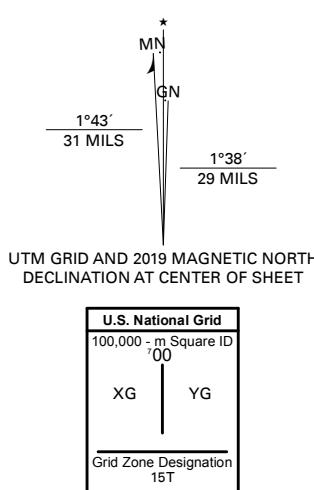 ★
MN
GN
1°43´
31 MILS
1°38´
29 MILS
UTM GRID AND 2019 MAGNETIC NORTH
DECLINATION AT CENTER OF SHEET
U.S. National Grid
100,000 - m Square ID
⁷00
XG YG
Grid Zone Designation
15T